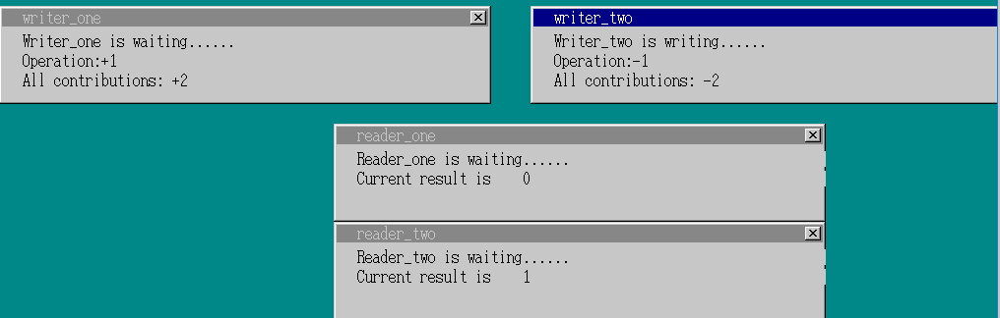 writer_one
Writer_one is waiting......
Operation:+1
All contributions: +2
writer_two
Writer_two is writing......
Operation:-1
All contributions: -2
reader_one
Reader_one is waiting......
Current result is 0
reader_two
Reader_two is waiting......
Current result is 1